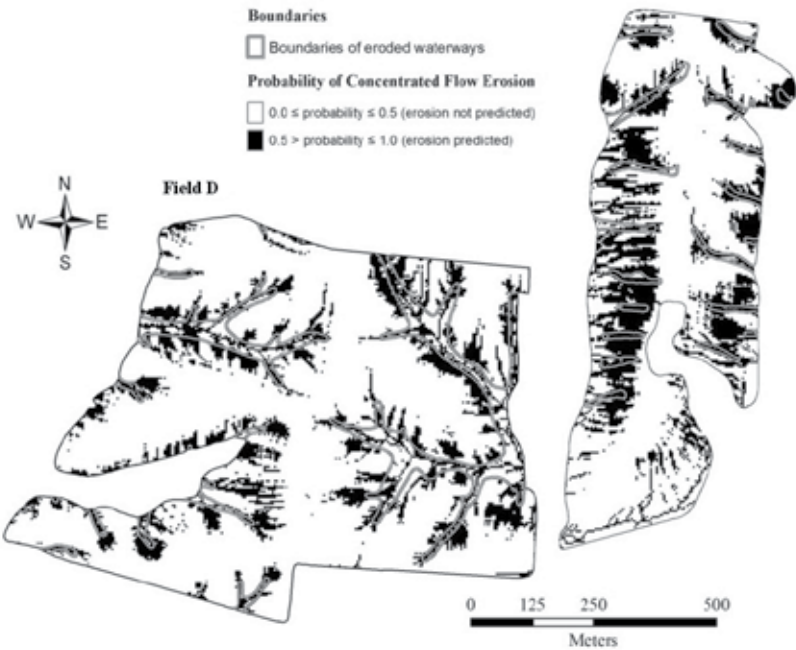 Boundaries
Boundaries of eroded waterways
Probability of Concentrated Flow Erosion
0.0 ≤ probability ≤ 0.5 (erosion not predicted)
0.5 > probability ≤ 1.0 (erosion predicted)
Field D
N
W E
S
0 125 250 500
Meters